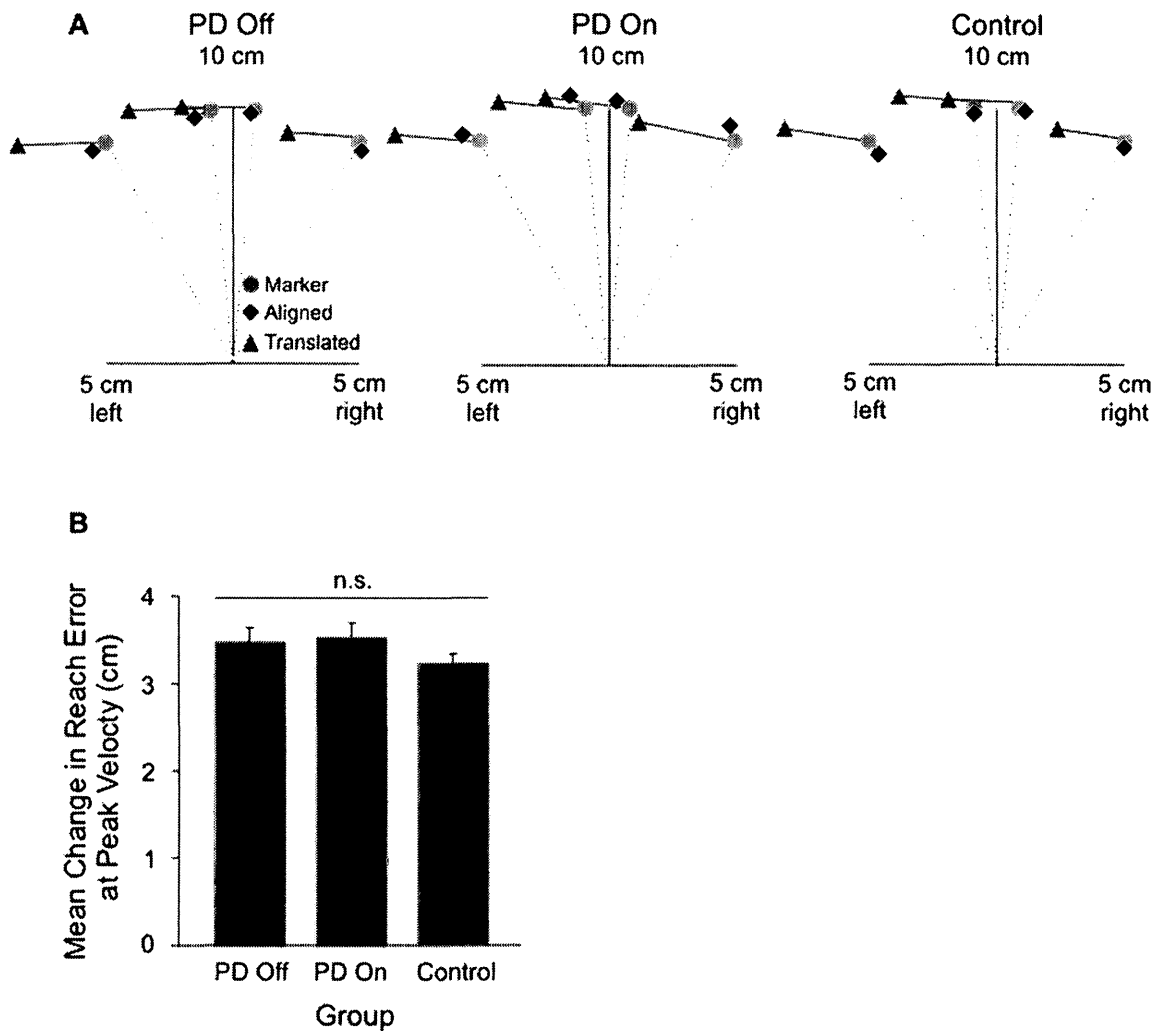 A
PD Off
10 cm
PD On
10 cm
Control
10 cm
Marker
Aligned
Translated
5 cm
left
5 cm
right
5 cm
left
5 cm
right
5 cm
left
5 cm
right
B
n.s.
Mean Change in Reach Error
at Peak Velocty (cm)
4
3
2
1
0
PD Off
PD On
Control
Group